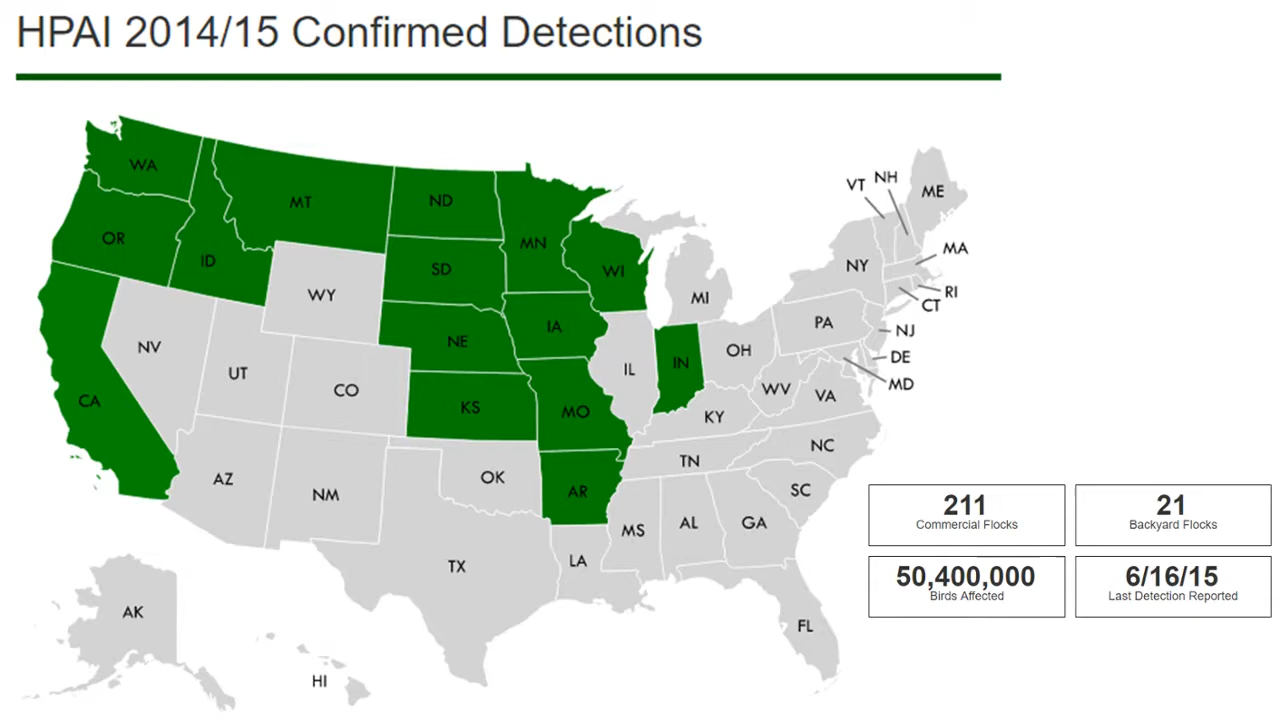 HPAI 2014/15 Confirmed Detections
WA
MT
ND
MN
OR
ID
SD
WI
WY
NE
IA
MI
NV
UT
CO
KS
MO
IL
IN
OH
CA
AZ
NM
OK
AR
TX
LA
MS
AL
GA
FL
SC
NC
TN
KY
WV
VA
PA
NY
VT
NH
ME
MA
RI
CT
NJ
DE
MD
AK
HI
211
Commercial Flocks
21
Backyard Flocks
50,400,000
Birds Affected
6/16/15
Last Detection Reported